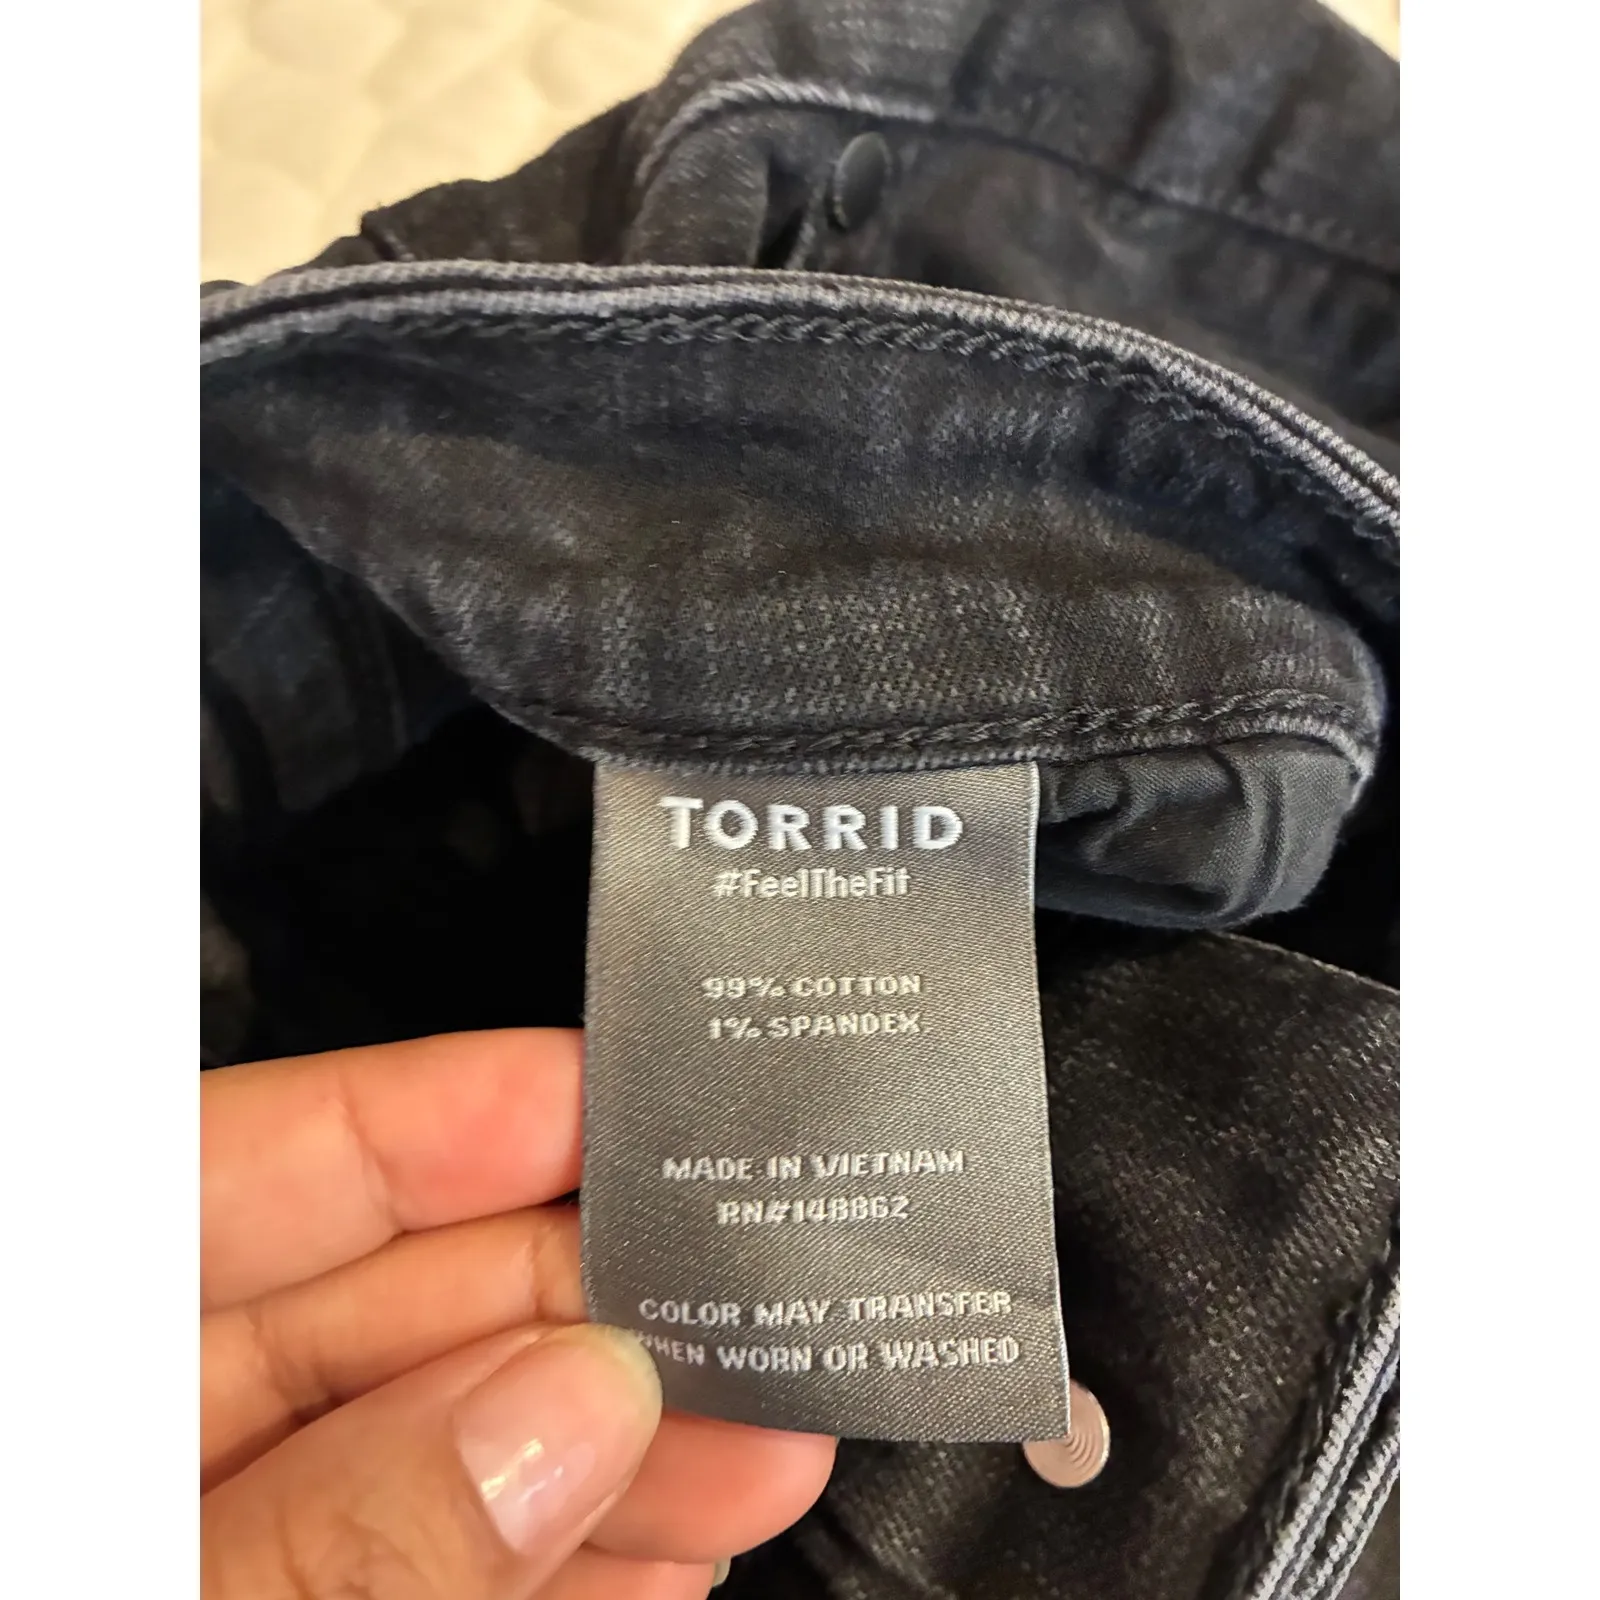 TORRID
#FeelTheFit
99% COTTON
1% SPANDEX
MADE IN VIETNAM
RN#148862
COLOR MAY TRANSFER
WHEN WORN OR WASHED